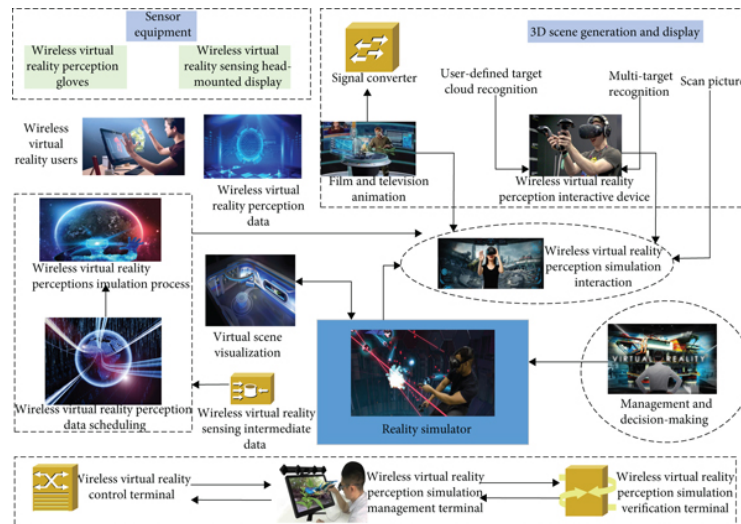 Sensor
equipment
Wireless virtual
reality perception
gloves
Wireless virtual
reality sensing head-
mounted display
3D scene generation and display
Signal converter
User-defined target
cloud recognition
Multi-target
recognition
Scan picture
Wireless
virtual
reality users
Wireless virtual
reality perception
data
Film and television
animation
Wireless virtual reality
perception interactive device
Wireless virtual reality
perceptions imulation process
Wireless virtual reality
perception simulation
interaction
Virtual scene
visualization
VIRTUAL REALITY
Wireless virtual reality perception
data scheduling
Wireless virtual reality
sensing intermediate
data
Reality simulator
Management and
decision-making
Wireless virtual reality
control terminal
Wireless virtual reality
perception simulation
management terminal
Wireless virtual reality
perception simulation
verification terminal